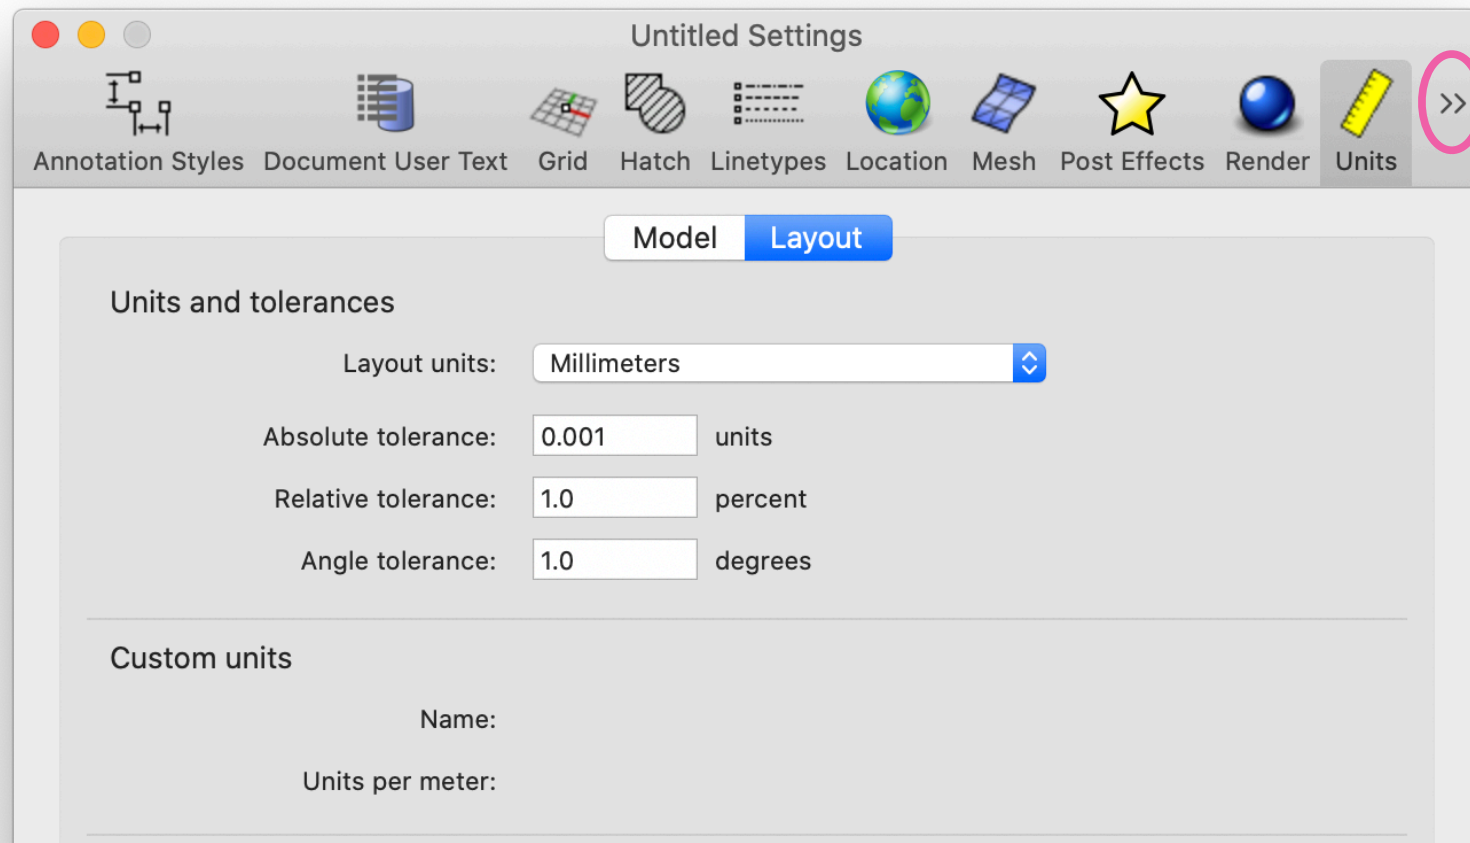 Untitled Settings
Annotation Styles Document User Text Grid Hatch Linetypes Location Mesh Post Effects Render Units
Model Layout
Units and tolerances
Layout units: Millimeters
Absolute tolerance: 0.001 units
Relative tolerance: 1.0 percent
Angle tolerance: 1.0 degrees
Custom units
Name:
Units per meter: